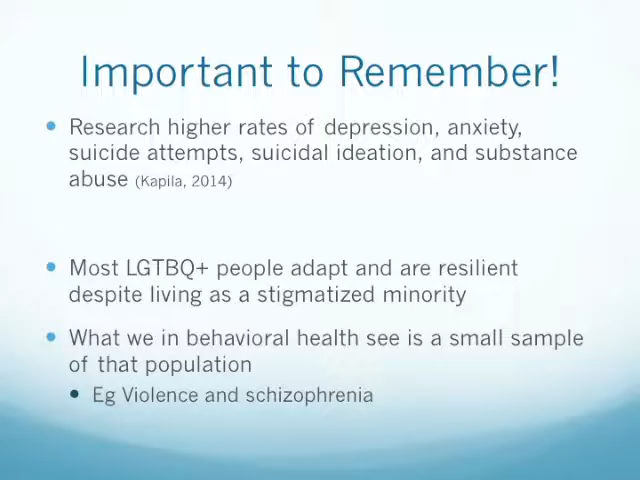 Important to Remember!
• Research higher rates of depression, anxiety,
suicide attempts, suicidal ideation, and substance
abuse (Kapila, 2014)
• Most LGTBQ+ people adapt and are resilient
despite living as a stigmatized minority
• What we in behavioral health see is a small sample
of that population
• Eg Violence and schizophrenia